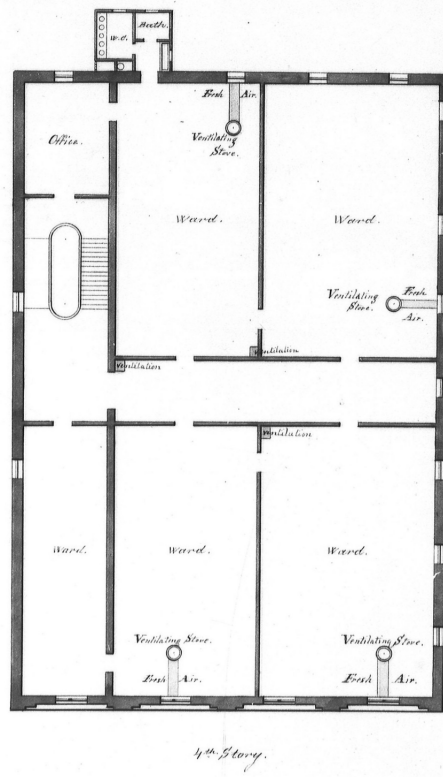 W.C.
Bath.
Office.
Fresh Air.
Ventilating
Stove.
Ward.
Ward.
Ventilating
Stove.
Fresh
Air.
Ventilation
Ventilation
Ventilation
Ward.
Ward.
Ward.
Ventilating Stove.
Fresh Air.
Ventilating Stove.
Fresh Air.
4th. Story.